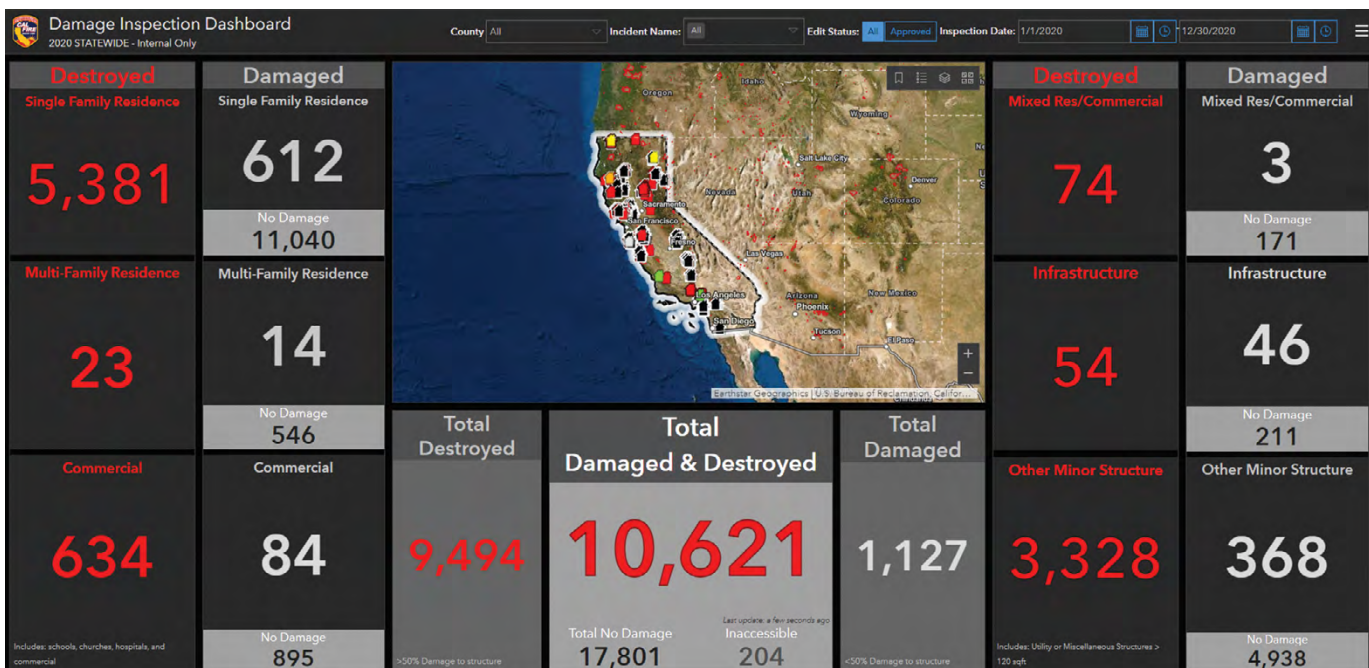 CAL
FIRE
Damage Inspection Dashboard
2020 STATEWIDE - Internal Only
County All
Incident Name: All
Edit Status: All Approved
Inspection Date: 1/1/2020
12/30/2020
Destroyed
Single Family Residence
5,381
Multi-Family Residence
23
Commercial
634
Includes: schools, churches, hospitals, and
commercial
Damaged
Single Family Residence
612
No Damage
11,040
Multi-Family Residence
14
No Damage
546
Commercial
84
No Damage
895
Oregon
Idaho
Wyoming
Salt Lake City
Nevada
Utah
Denver
Colorado
Sacramento
San Francisco
Fresno
Las Vegas
Los Angeles
Arizona
New Mexico
Phoenix
San Diego
Tucson
El Paso
Chihuahua
+
−
Earthstar Geographics | U.S. Bureau of Reclamation, Califor...
Total
Destroyed
9,494
>50% Damage to structure
Total
Damaged & Destroyed
10,621
Last update: a few seconds ago
Total No Damage
17,801
Inaccessible
204
Total
Damaged
1,127
<50% Damage to structure
Destroyed
Mixed Res/Commercial
74
Infrastructure
54
Other Minor Structure
3,328
Includes: Utility or Miscellaneous Structures >
120 sqft
Damaged
Mixed Res/Commercial
3
No Damage
171
Infrastructure
46
No Damage
211
Other Minor Structure
368
No Damage
4,938